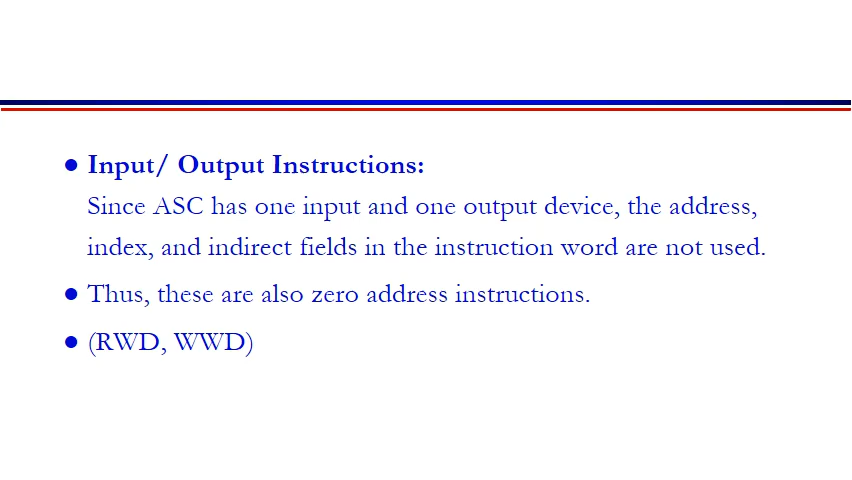 ● Input/ Output Instructions:
Since ASC has one input and one output device, the address,
index, and indirect fields in the instruction word are not used.
● Thus, these are also zero address instructions.
● (RWD, WWD)